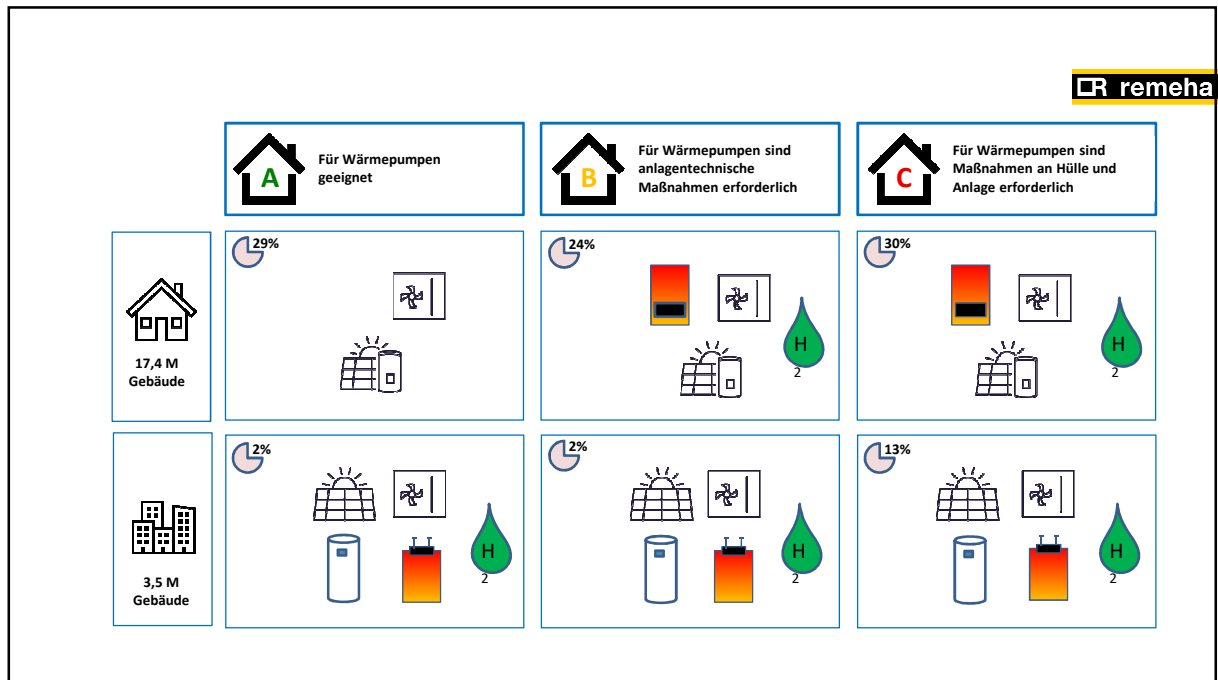 remeha
A
Für Wärmepumpen
geeignet
B
Für Wärmepumpen sind
anlagentechnische
Maßnahmen erforderlich
C
Für Wärmepumpen sind
Maßnahmen an Hülle und
Anlage erforderlich
17,4 M
Gebäude
29%
24%
H
2
30%
H
2
3,5 M
Gebäude
2%
H
2
2%
H
2
13%
H
2